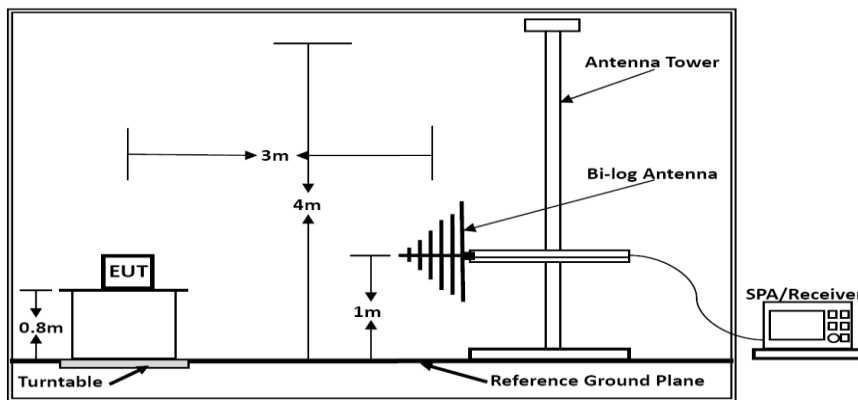 Antenna Tower
3m
Bi-log Antenna
4m
EUT
1m
0.8m
SPA/Receiver
Turntable
Reference Ground Plane